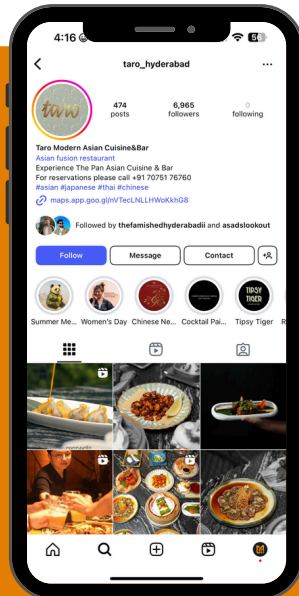 4:16
taro_hyderabad
taro
474
posts
6,965
followers
0
following
Taro Modern Asian Cuisine&Bar
Asian fusion restaurant
Experience The Pan Asian Cuisine & Bar
For reservations please call +91 70751 76760
#asian #japanese #thai #chinese
maps.app.goo.gl/nVTecLNLLHWoKkhG8
Followed by thefamishedhyderabadii and asadslookout
Follow
Message
Contact
TIPSY
TIGER
Summer Me...
Women's Day
Chinese Ne...
Cocktail Pai...
Tipsy Tiger